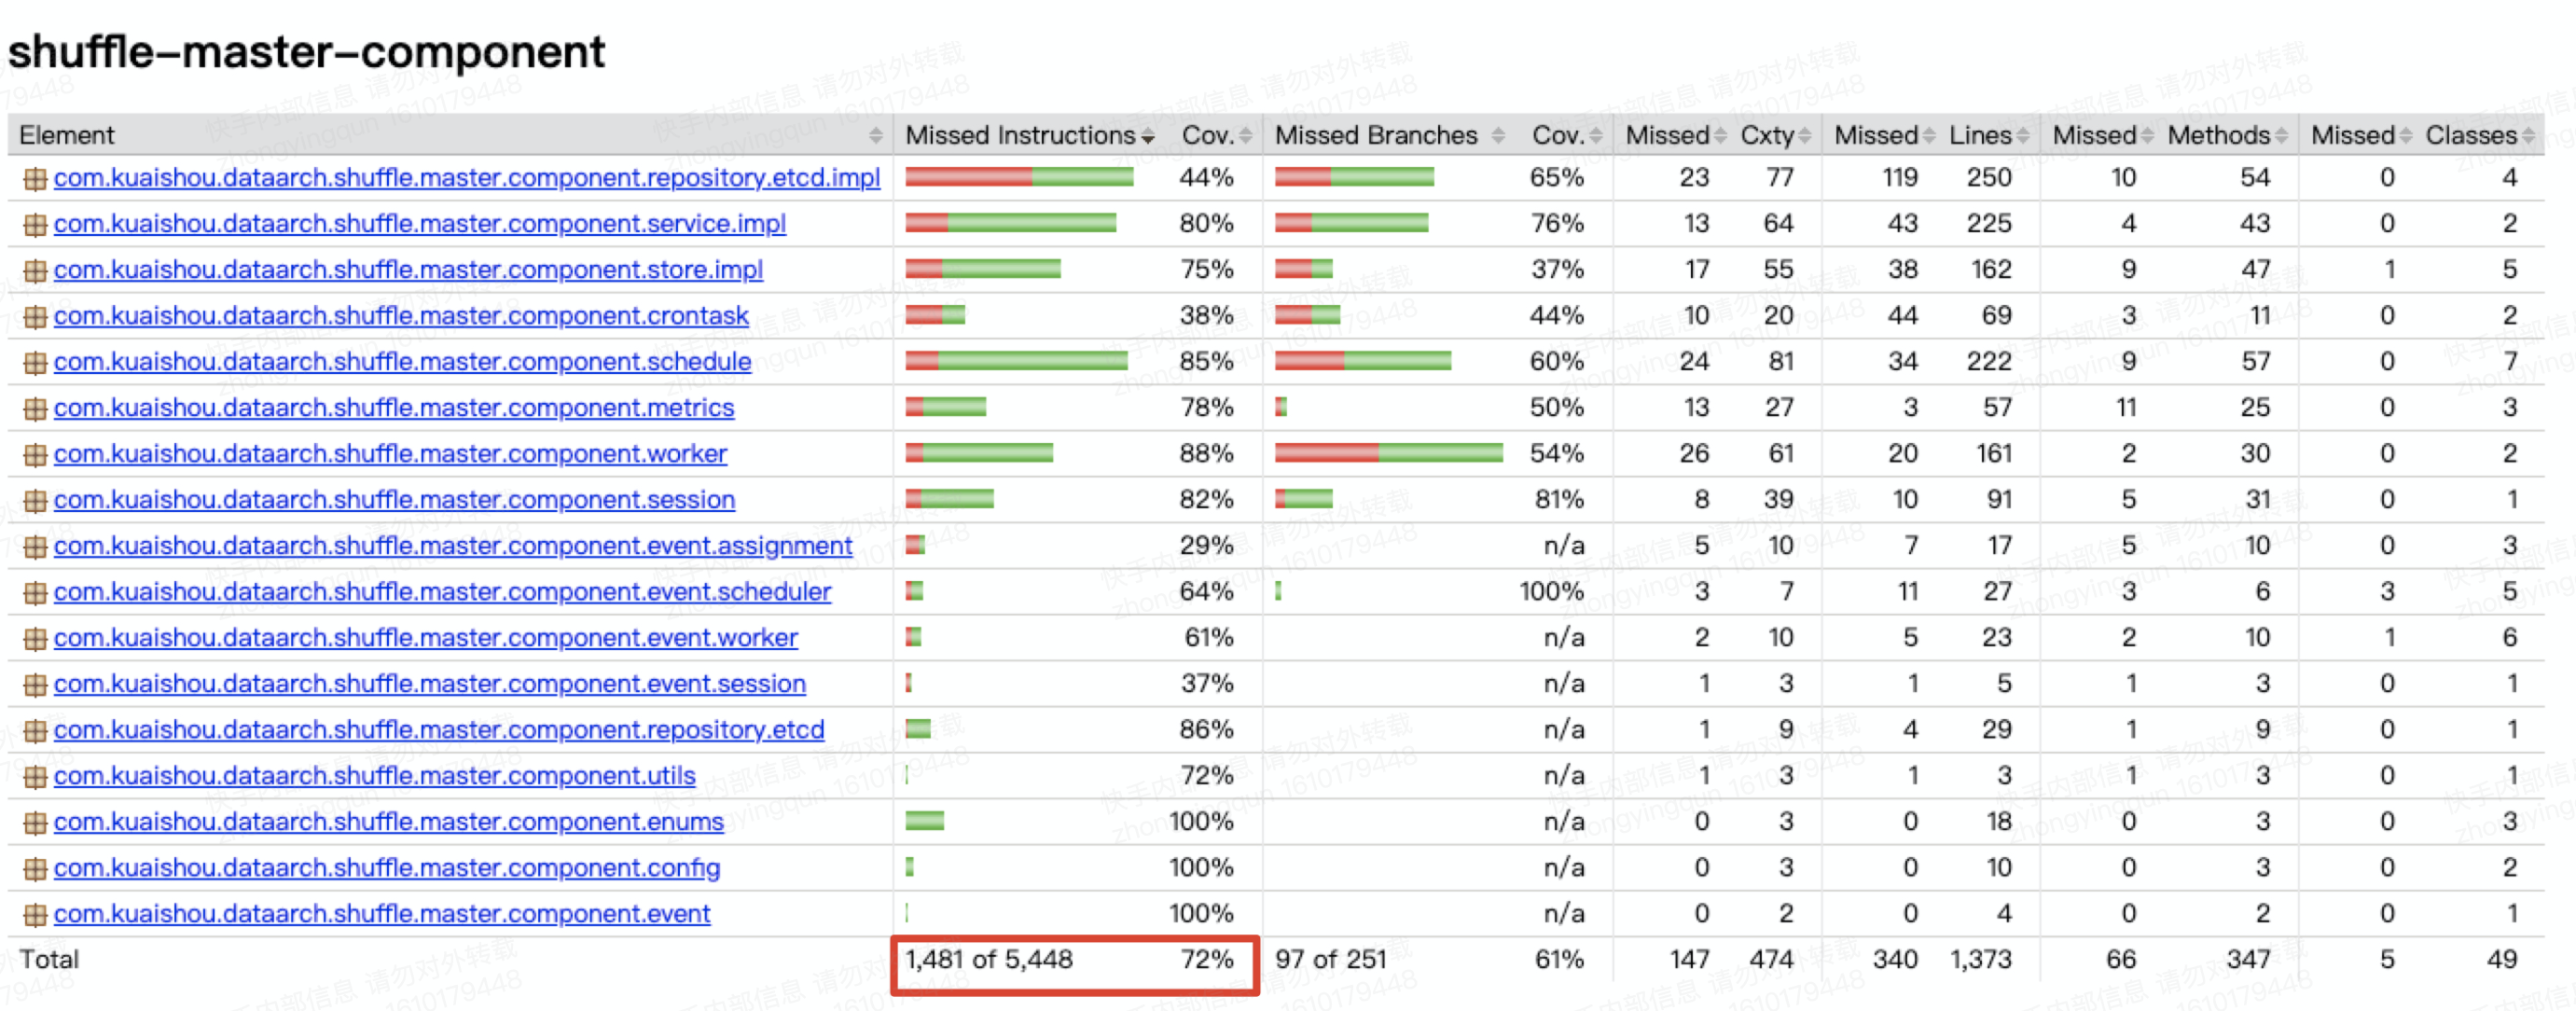 shuffle-master-component
Element Missed Instructions Cov. Missed Branches Cov. Missed Cxty Missed Lines Missed Methods Missed Classes
com.kuaishou.dataarch.shuffle.master.component.repository.etcd.impl 44% 65% 23 77 119 250 10 54 0 4
com.kuaishou.dataarch.shuffle.master.component.service.impl 80% 76% 13 64 43 225 4 43 0 2
com.kuaishou.dataarch.shuffle.master.component.store.impl 75% 37% 17 55 38 162 9 47 1 5
com.kuaishou.dataarch.shuffle.master.component.crontask 38% 44% 10 20 44 69 3 11 0 2
com.kuaishou.dataarch.shuffle.master.component.schedule 85% 60% 24 81 34 222 9 57 0 7
com.kuaishou.dataarch.shuffle.master.component.metrics 78% 50% 13 27 3 57 11 25 0 3
com.kuaishou.dataarch.shuffle.master.component.worker 88% 54% 26 61 20 161 2 30 0 2
com.kuaishou.dataarch.shuffle.master.component.session 82% 81% 8 39 10 91 5 31 0 1
com.kuaishou.dataarch.shuffle.master.component.event.assignment 29% n/a 5 10 7 17 5 10 0 3
com.kuaishou.dataarch.shuffle.master.component.event.scheduler 64% 100% 3 7 11 27 3 6 3 5
com.kuaishou.dataarch.shuffle.master.component.event.worker 61% n/a 2 10 5 23 2 10 1 6
com.kuaishou.dataarch.shuffle.master.component.event.session 37% n/a 1 3 1 5 1 3 0 1
com.kuaishou.dataarch.shuffle.master.component.repository.etcd 86% n/a 1 9 4 29 1 9 0 1
com.kuaishou.dataarch.shuffle.master.component.utils 72% n/a 1 3 1 3 1 3 0 1
com.kuaishou.dataarch.shuffle.master.component.enums 100% n/a 0 3 0 18 0 3 0 3
com.kuaishou.dataarch.shuffle.master.component.config 100% n/a 0 3 0 10 0 3 0 2
com.kuaishou.dataarch.shuffle.master.component.event 100% n/a 0 2 0 4 0 2 0 1
Total 1,481 of 5,448 72% 97 of 251 61% 147 474 340 1,373 66 347 5 49
快手内部信息 请勿对外转载
zhongyingqun 1610179448